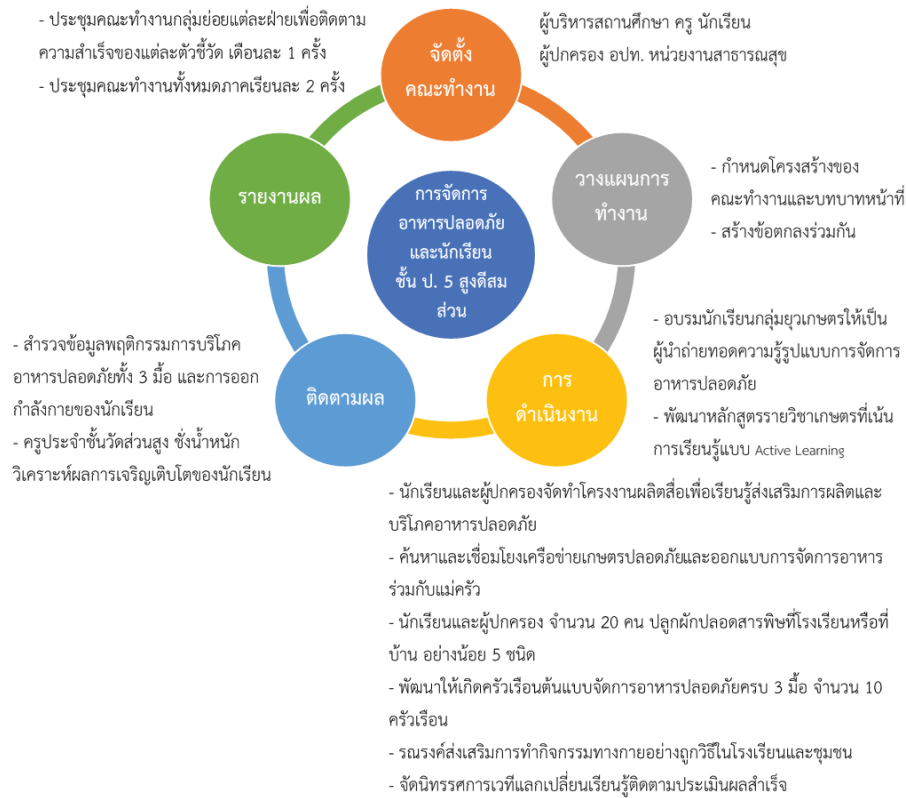 - ประชุมคณะทำงานกลุ่มย่อยแต่ละฝ่ายเพื่อติดตาม
ความสำเร็จของแต่ละตัวชี้วัด เดือนละ 1 ครั้ง
- ประชุมคณะทำงานทั้งหมดภาคเรียนละ 2 ครั้ง
จัดตั้ง
คณะทำงาน
ผู้บริหารสถานศึกษา ครู นักเรียน
ผู้ปกครอง อปท. หน่วยงานสาธารณสุข
รายงานผล
การจัดการ
อาหารปลอดภัย
และนักเรียน
ชั้น ป. 5 สูงดีสม
ส่วน
วางแผนการ
ทำงาน
- กำหนดโครงสร้างของ
คณะทำงานและบทบาทหน้าที่
- สร้างข้อตกลงร่วมกัน
- สำรวจข้อมูลพฤติกรรมการบริโภค
อาหารปลอดภัยทั้ง 3 มื้อ และการออก
กำลังกายของนักเรียน
- ครูประจำชั้นวัดส่วนสูง ชั่งน้ำหนัก
วิเคราะห์ผลการเจริญเติบโตของนักเรียน
ติดตามผล
การ
ดำเนินงาน
- อบรมนักเรียนกลุ่มยุวเกษตรให้เป็น
ผู้นำถ่ายทอดความรู้รูปแบบการจัดการ
อาหารปลอดภัย
- พัฒนาหลักสูตรรายวิชาเกษตรที่เน้น
การเรียนรู้แบบ Active Learning
- นักเรียนและผู้ปกครองจัดทำโครงงานผลิตสื่อเพื่อเรียนรู้ส่งเสริมการผลิตและ
บริโภคอาหารปลอดภัย
- ค้นหาและเชื่อมโยงเครือข่ายเกษตรปลอดภัยและออกแบบการจัดการอาหาร
ร่วมกับแม่ครัว
- นักเรียนและผู้ปกครอง จำนวน 20 คน ปลูกผักปลอดสารพิษที่โรงเรียนหรือที่
บ้าน อย่างน้อย 5 ชนิด
- พัฒนาให้เกิดครัวเรือนต้นแบบจัดการอาหารปลอดภัยครบ 3 มื้อ จำนวน 10
ครัวเรือน
- รณรงค์ส่งเสริมการทำกิจกรรมทางกายอย่างถูกวิธีในโรงเรียนและชุมชน
- จัดนิทรรศการเวทีแลกเปลี่ยนเรียนรู้ติดตามประเมินผลสำเร็จ